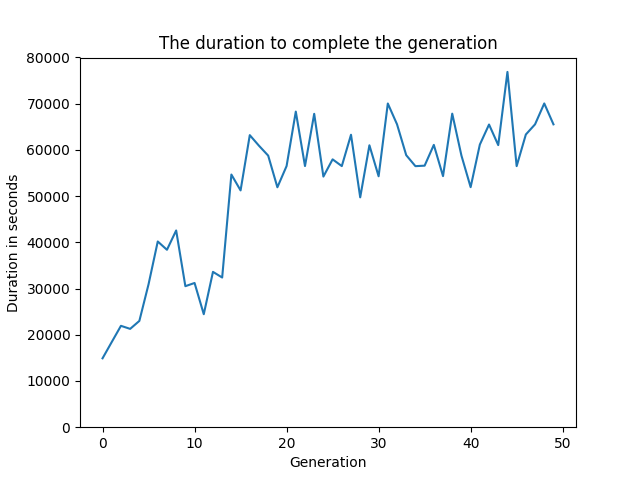 The duration to complete the generation
80000
70000
60000
50000
40000
30000
20000
10000
0
Duration in seconds
0 10 20 30 40 50
Generation